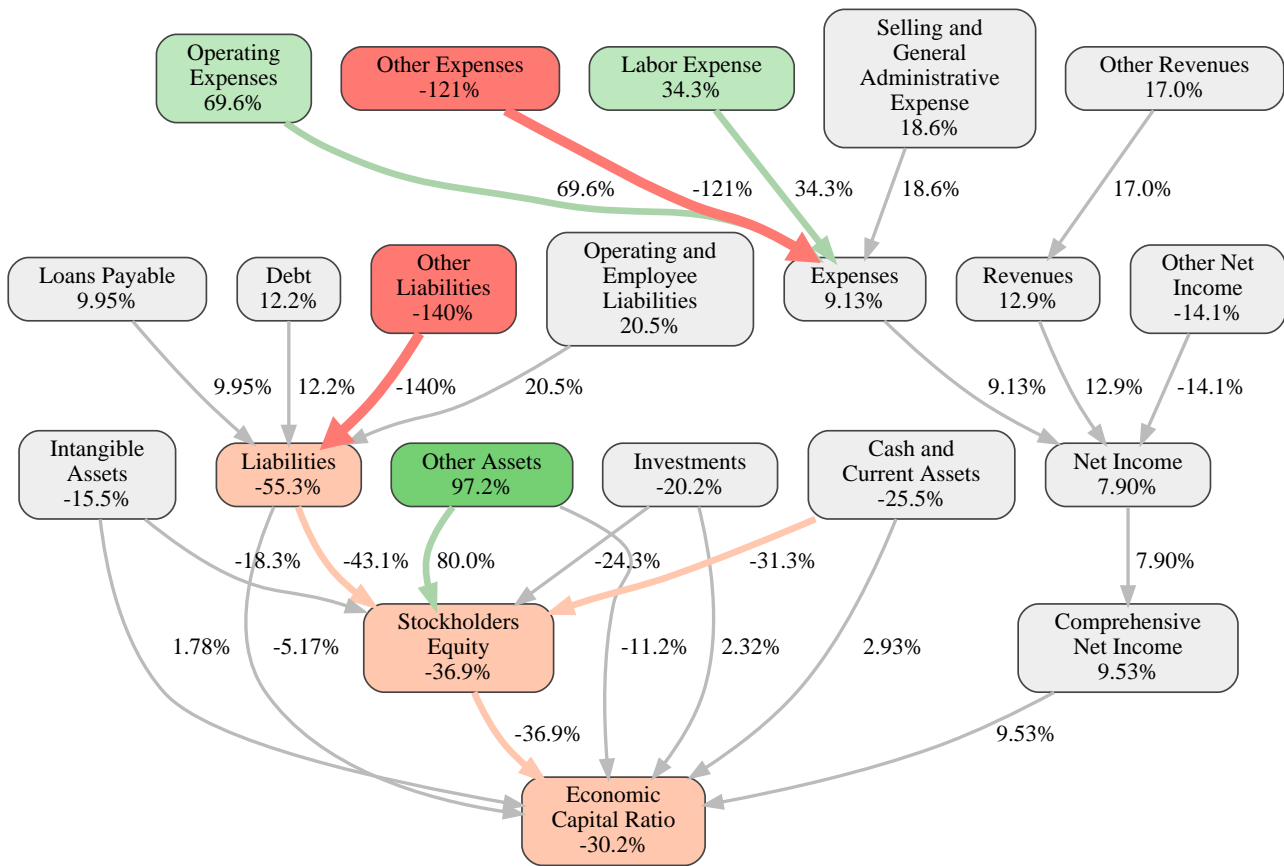 Operating
Expenses
69.6%
Other Expenses
-121%
Labor Expense
34.3%
Selling and
General
Administrative
Expense
18.6%
Other Revenues
17.0%
69.6%
-121%
34.3%
18.6%
17.0%
Loans Payable
9.95%
Debt
12.2%
Other
Liabilities
-140%
Operating and
Employee
Liabilities
20.5%
Expenses
9.13%
Revenues
12.9%
Other Net
Income
-14.1%
9.95%
12.2%
-140%
20.5%
9.13%
12.9%
-14.1%
Intangible
Assets
-15.5%
Liabilities
-55.3%
Other Assets
97.2%
Investments
-20.2%
Cash and
Current Assets
-25.5%
Net Income
7.90%
-18.3%
-43.1%
80.0%
-24.3%
-31.3%
7.90%
Stockholders
Equity
-36.9%
Comprehensive
Net Income
9.53%
1.78%
-5.17%
-11.2%
2.32%
2.93%
-36.9%
9.53%
Economic
Capital Ratio
-30.2%